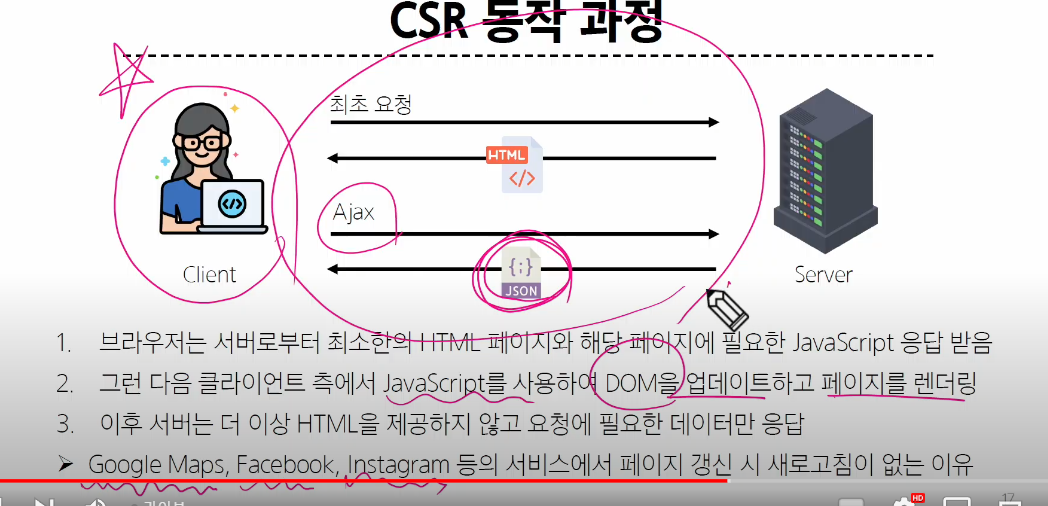 CSR 동작 과정
최초 요청
HTML
</>
Ajax
</>
{;}
JSON
Client
Server
1. 브라우저는 서버로부터 최소한의 HTML 페이지와 해당 페이지에 필요한 JavaScript 응답 받음
2. 그런 다음 클라이언트 측에서 JavaScript를 사용하여 DOM을 업데이트하고 페이지를 렌더링
3. 이후 서버는 더 이상 HTML을 제공하지 않고 요청에 필요한 데이터만 응답
➤ Google Maps, Facebook, Instagram 등의 서비스에서 페이지 갱신 시 새로고침이 없는 이유
HD
17